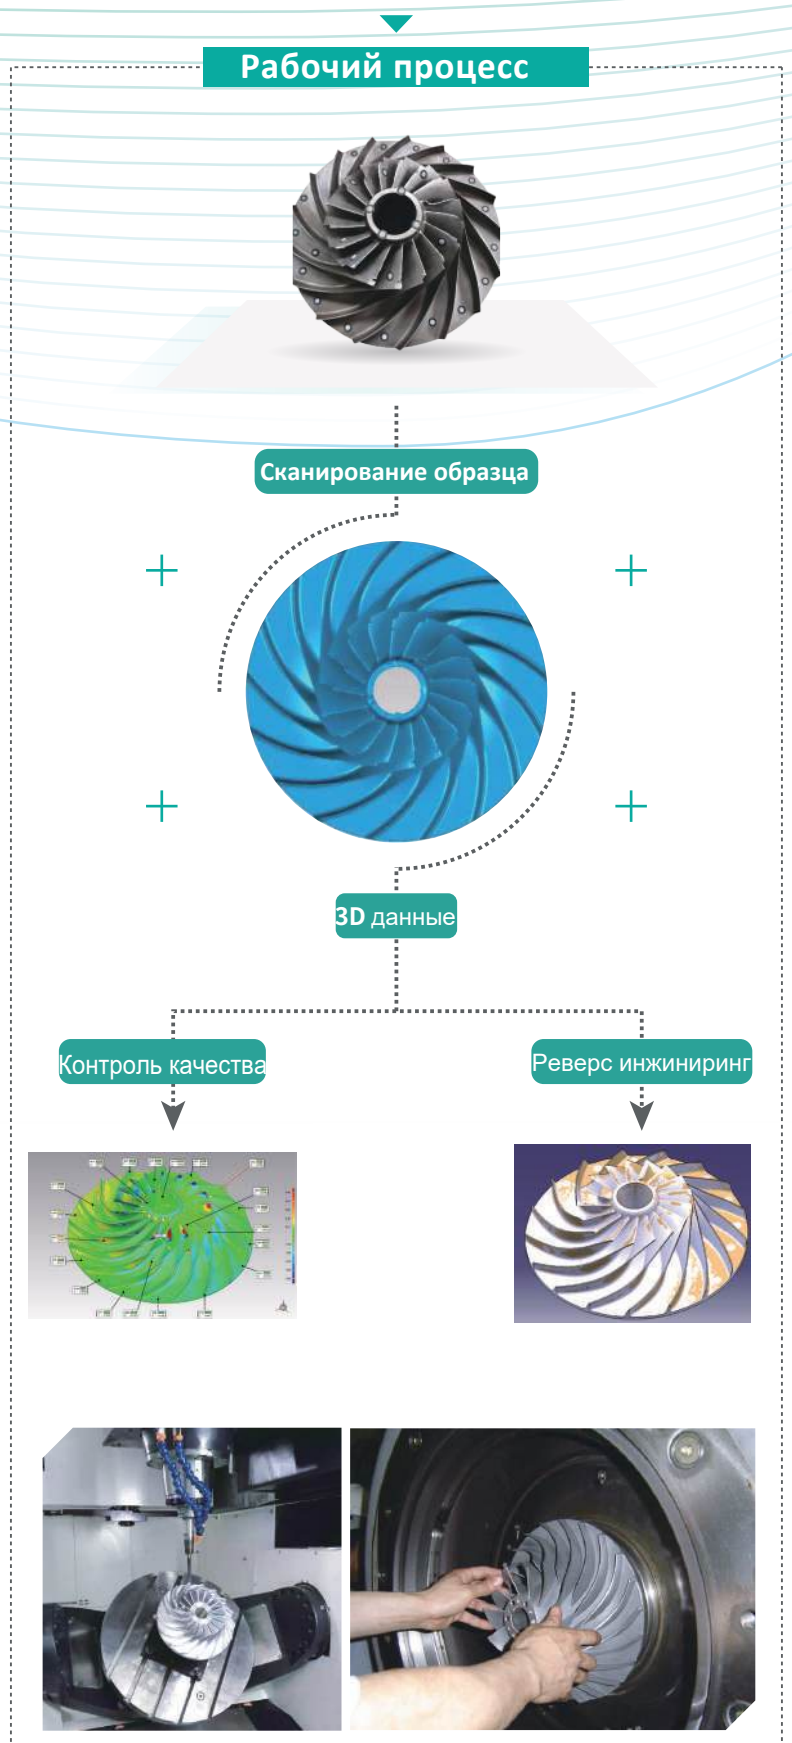 Рабочий процесс
Сканирование образца
3D данные
Контроль качества
Реверс инжиниринг